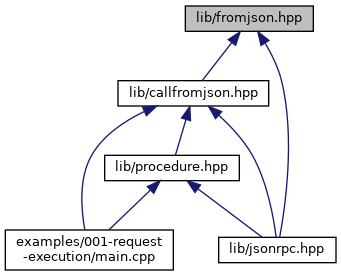 lib/fromjson.hpp
lib/callfromjson.hpp
lib/procedure.hpp
examples/001-request
-execution/main.cpp
lib/jsonrpc.hpp